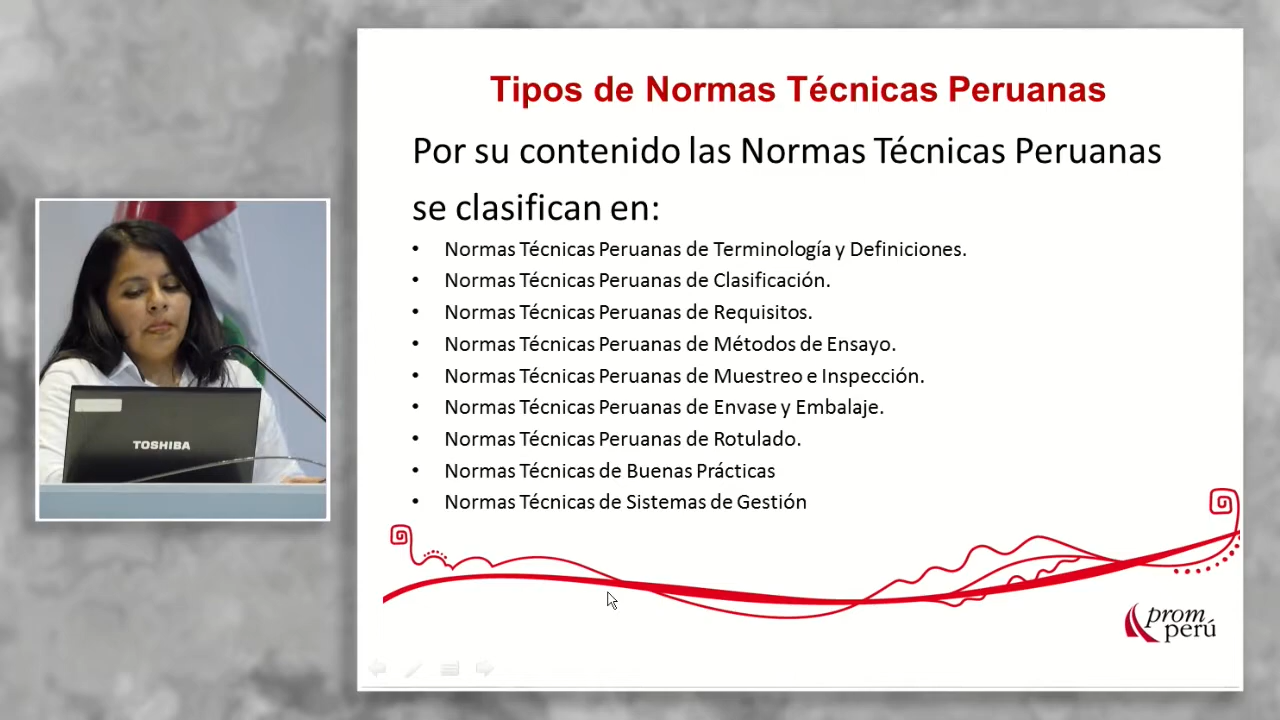 Tipos de Normas Técnicas Peruanas
Por su contenido las Normas Técnicas Peruanas
se clasifican en:
• Normas Técnicas Peruanas de Terminología y Definiciones.
• Normas Técnicas Peruanas de Clasificación.
• Normas Técnicas Peruanas de Requisitos.
• Normas Técnicas Peruanas de Métodos de Ensayo.
• Normas Técnicas Peruanas de Muestreo e Inspección.
• Normas Técnicas Peruanas de Envase y Embalaje.
• Normas Técnicas Peruanas de Rotulado.
• Normas Técnicas de Buenas Prácticas
• Normas Técnicas de Sistemas de Gestión
TOSHIBA
prom
perú